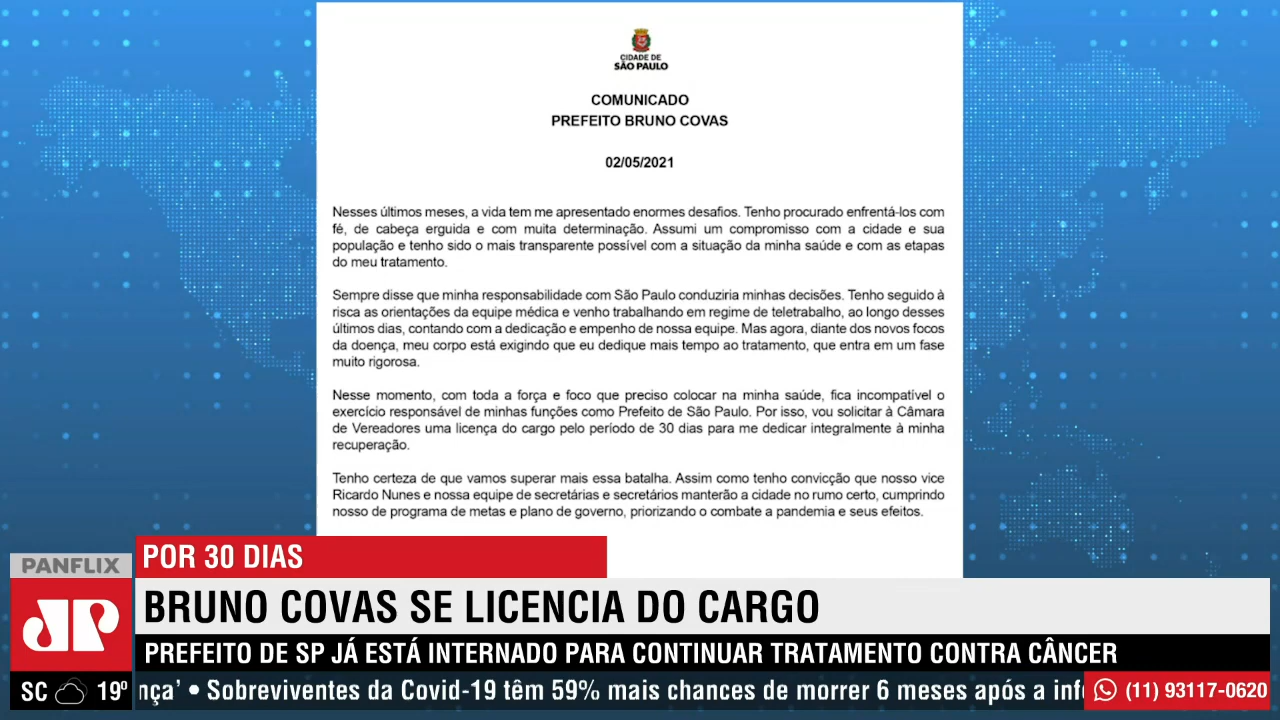 CIDADE DE
SÃO PAULO
COMUNICADO
PREFEITO BRUNO COVAS
02/05/2021
Nesses últimos meses, a vida tem me apresentado enormes desafios. Tenho procurado enfrentá-los com
fé, de cabeça erguida e com muita determinação. Assumi um compromisso com a cidade e sua
população e tenho sido o mais transparente possível com a situação da minha saúde e com as etapas
do meu tratamento.
Sempre disse que minha responsabilidade com São Paulo conduziria minhas decisões. Tenho seguido à
risca as orientações da equipe médica e venho trabalhando em regime de teletrabalho, ao longo desses
últimos dias, contando com a dedicação e empenho de nossa equipe. Mas agora, diante dos novos focos
da doença, meu corpo está exigindo que eu dedique mais tempo ao tratamento, que entra em um fase
muito rigorosa.
Nesse momento, com toda a força e foco que preciso colocar na minha saúde, fica incompatível o
exercício responsável de minhas funções como Prefeito de São Paulo. Por isso, vou solicitar à Câmara
de Vereadores uma licença do cargo pelo período de 30 dias para me dedicar integralmente à minha
recuperação.
Tenho certeza de que vamos superar mais essa batalha. Assim como tenho convicção que nosso vice
Ricardo Nunes e nossa equipe de secretárias e secretários manterão a cidade no rumo certo, cumprindo
nosso de programa de metas e plano de governo, priorizando o combate a pandemia e seus efeitos.
PANFLIX
POR 30 DIAS
JP
BRUNO COVAS SE LICENCIA DO CARGO
PREFEITO DE SP JÁ ESTÁ INTERNADO PARA CONTINUAR TRATAMENTO CONTRA CÂNCER
SC 19º nça' • Sobreviventes da Covid-19 têm 59% mais chances de morrer 6 meses após a inf (11) 93117-0620